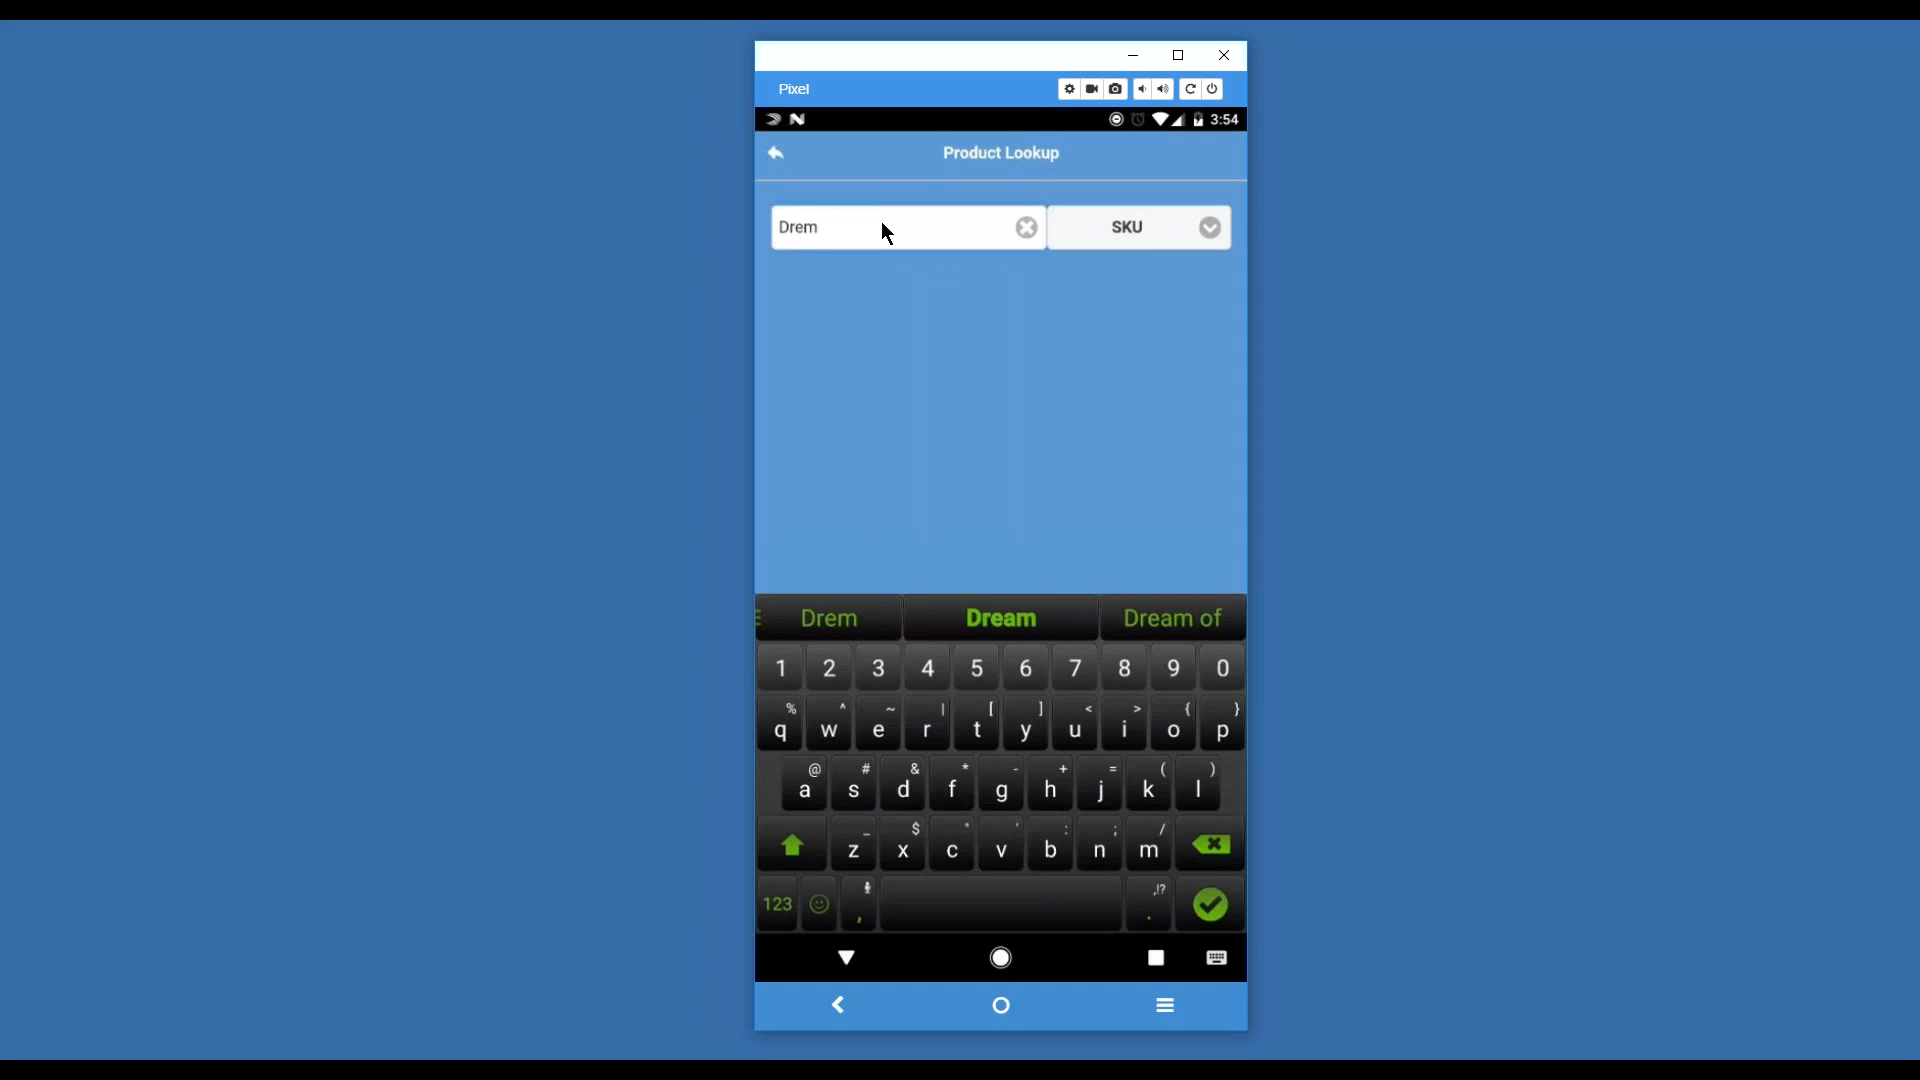 Pixel
3:54
Product Lookup
Drem SKU
Drem Dream Dream of
1 2 3 4 5 6 7 8 9 0
% ^ ~ | [ ] < > { }
q w e r t y u i o p
@ # & * - + = ( )
a s d f g h j k l
_ $ " ' : ; /
z x c v b n m
,!?
123 , .